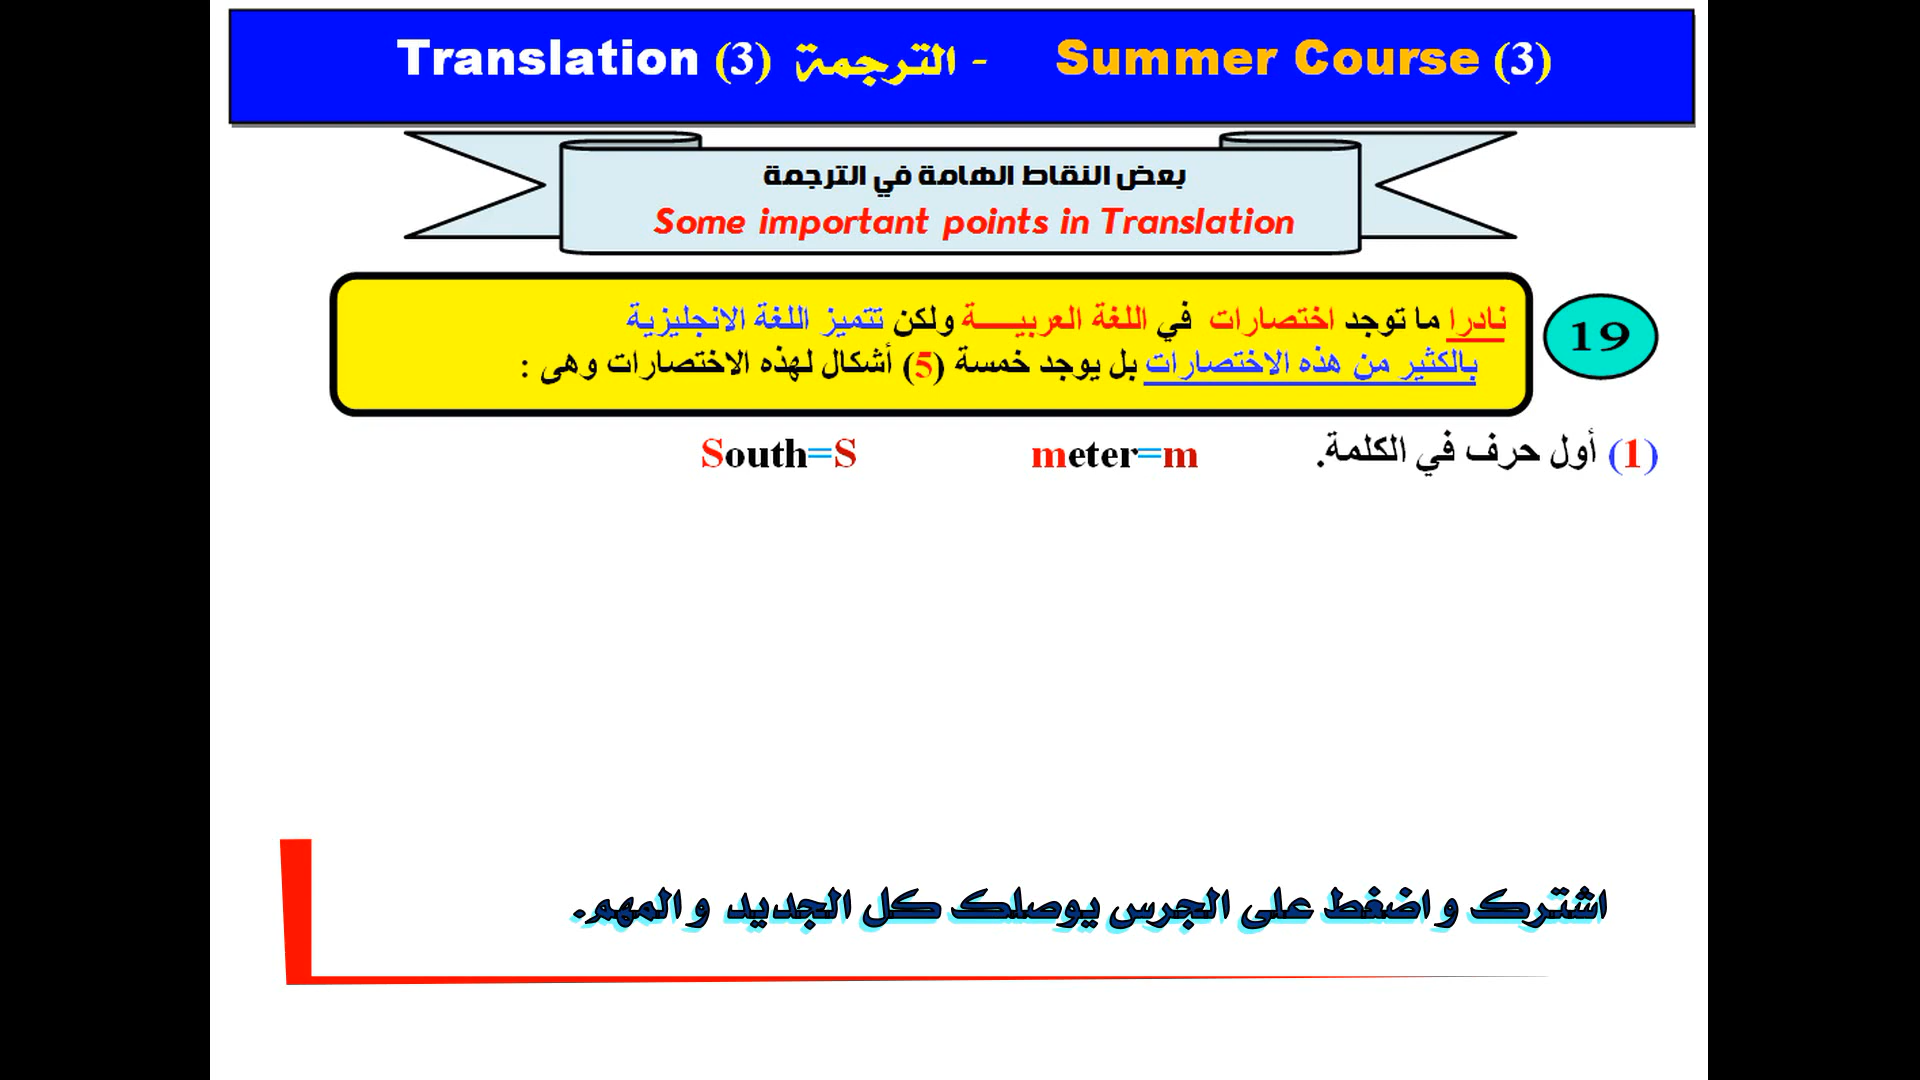 Translation (3) الترجمة - Summer Course (3)
بعض النقاط الهامة في الترجمة
Some important points in Translation
19
نادرا ما توجد اختصارات في اللغة العربيـــة ولكن تتميز اللغة الانجليزية
بالكثير من هذه الاختصارات بل يوجد خمسة (5) أشكال لهذه الاختصارات وهى :
(1) أول حرف في الكلمة. meter=m South=S
اشترك واضغط على الجرس يوصلك كل الجديد والمهم.